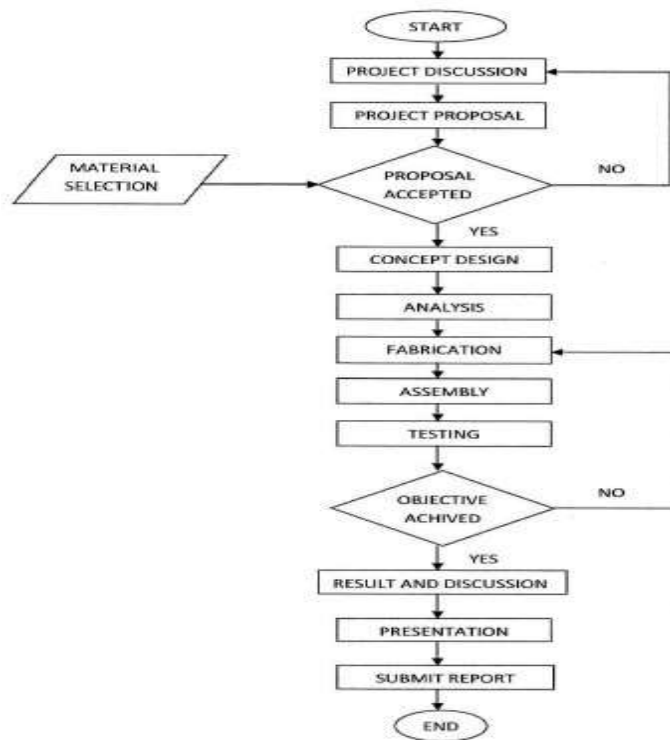 START
PROJECT DISCUSSION
PROJECT PROPOSAL
MATERIAL
SELECTION
PROPOSAL
ACCEPTED
NO
YES
CONCEPT DESIGN
ANALYSIS
FABRICATION
ASSEMBLY
TESTING
OBJECTIVE
ACHIVED
NO
YES
RESULT AND DISCUSSION
PRESENTATION
SUBMIT REPORT
END